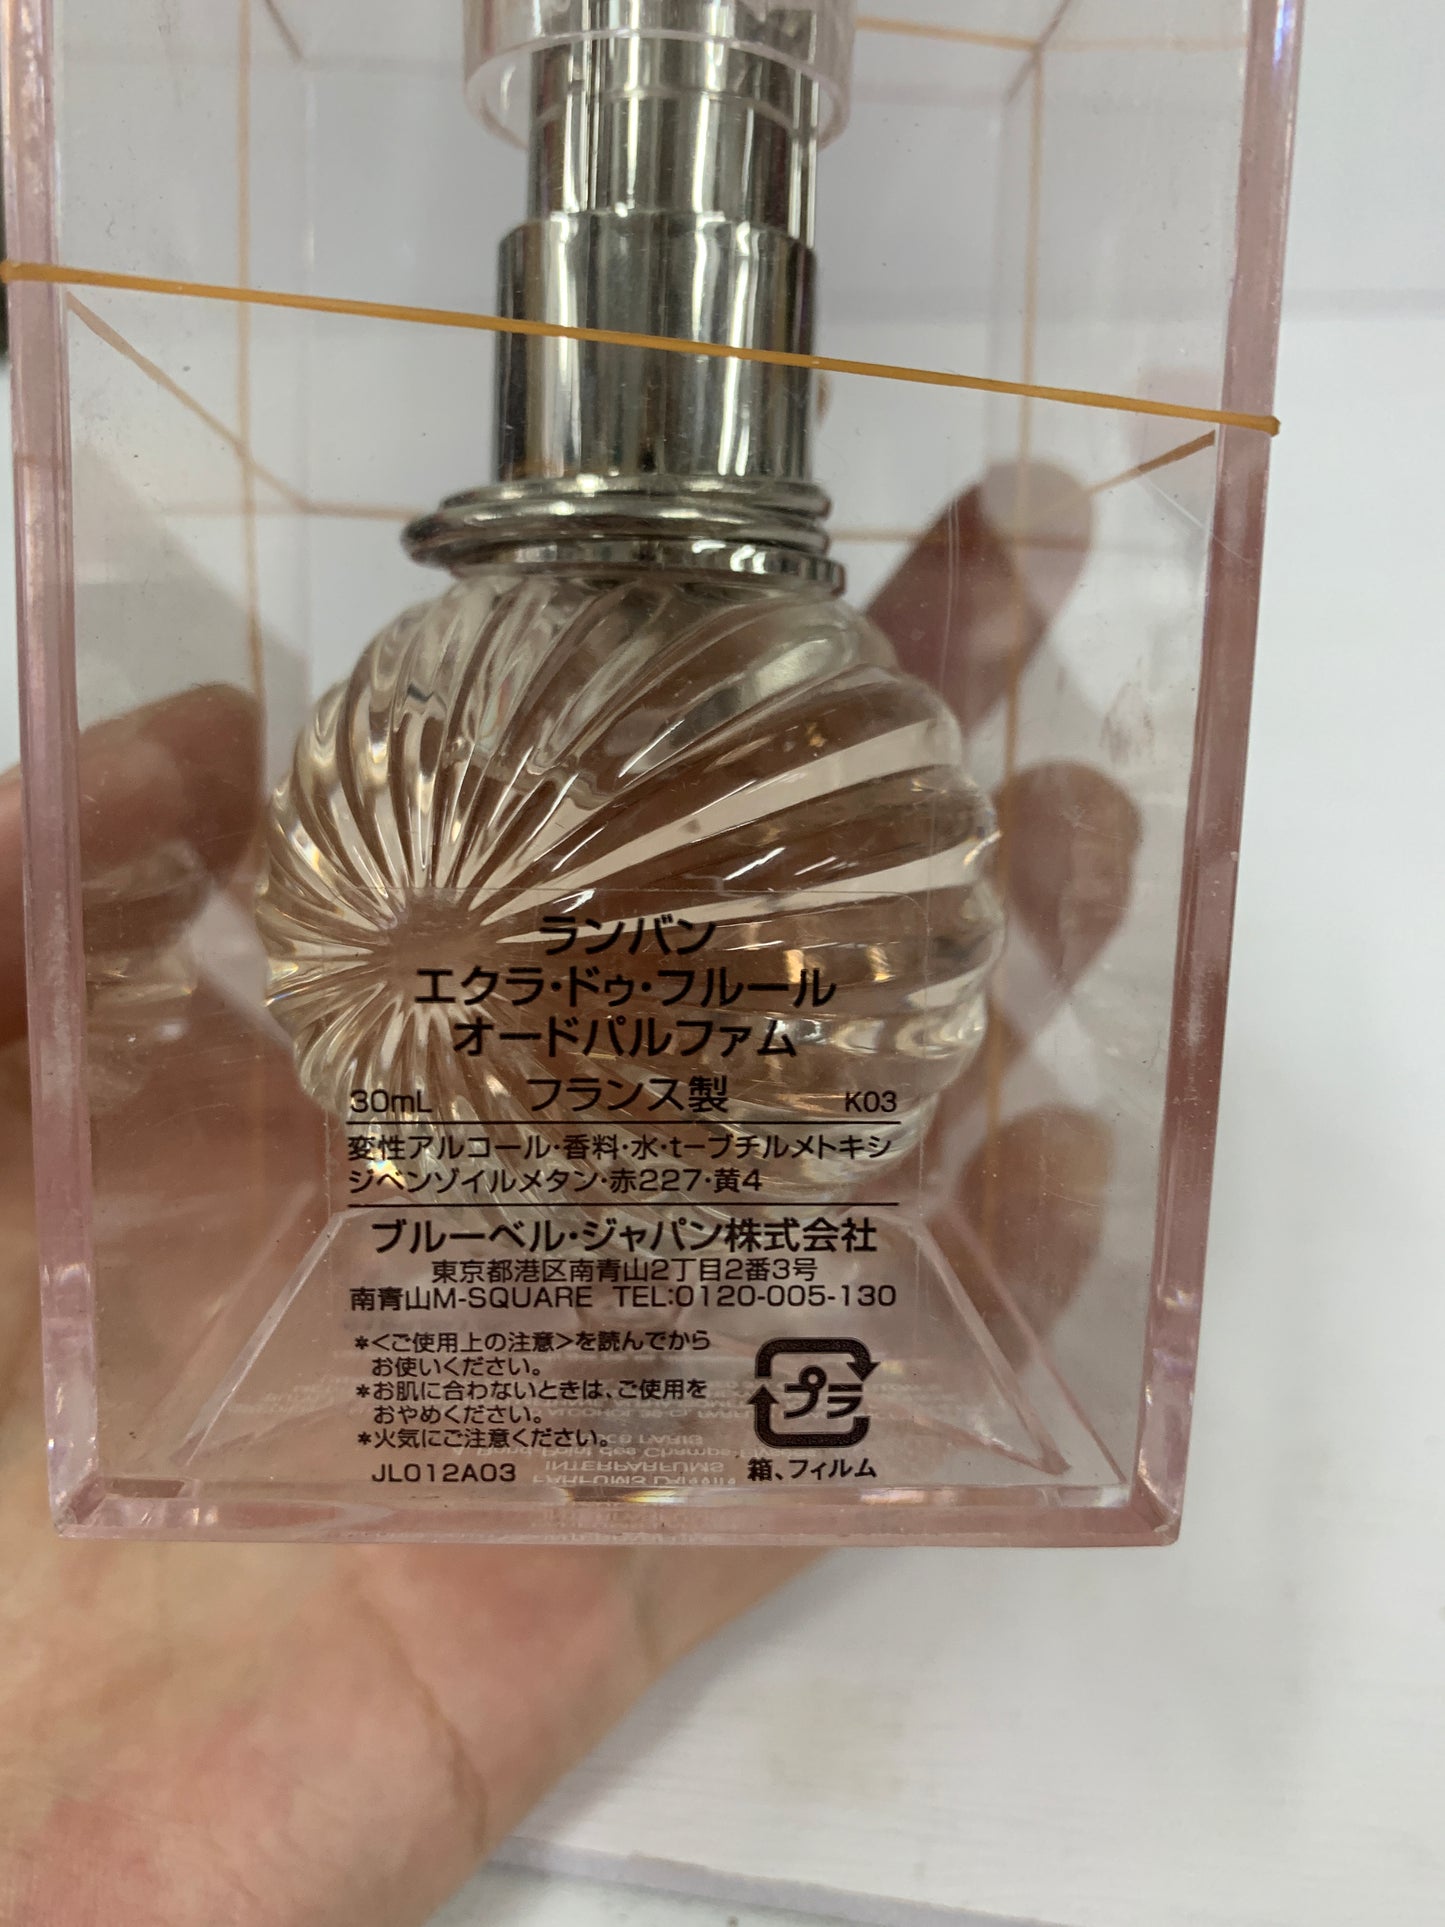 ランバン
エクラ・ドゥ・フルール
オードパルファム
30mL フランス製 K03
変性アルコール・香料・水・t-ブチルメトキシ
ジベンゾイルメタン・赤227・黄4
ブルーベル・ジャパン株式会社
東京都港区南青山2丁目2番3号
南青山M-SQUARE TEL:0120-005-130
*<ご使用上の注意>を読んでから
お使いください。
*お肌に合わないときは、ご使用を
おやめください。
*火気にご注意ください。
JL012A03
プラ
箱、フィルム
INTERPARFUMS